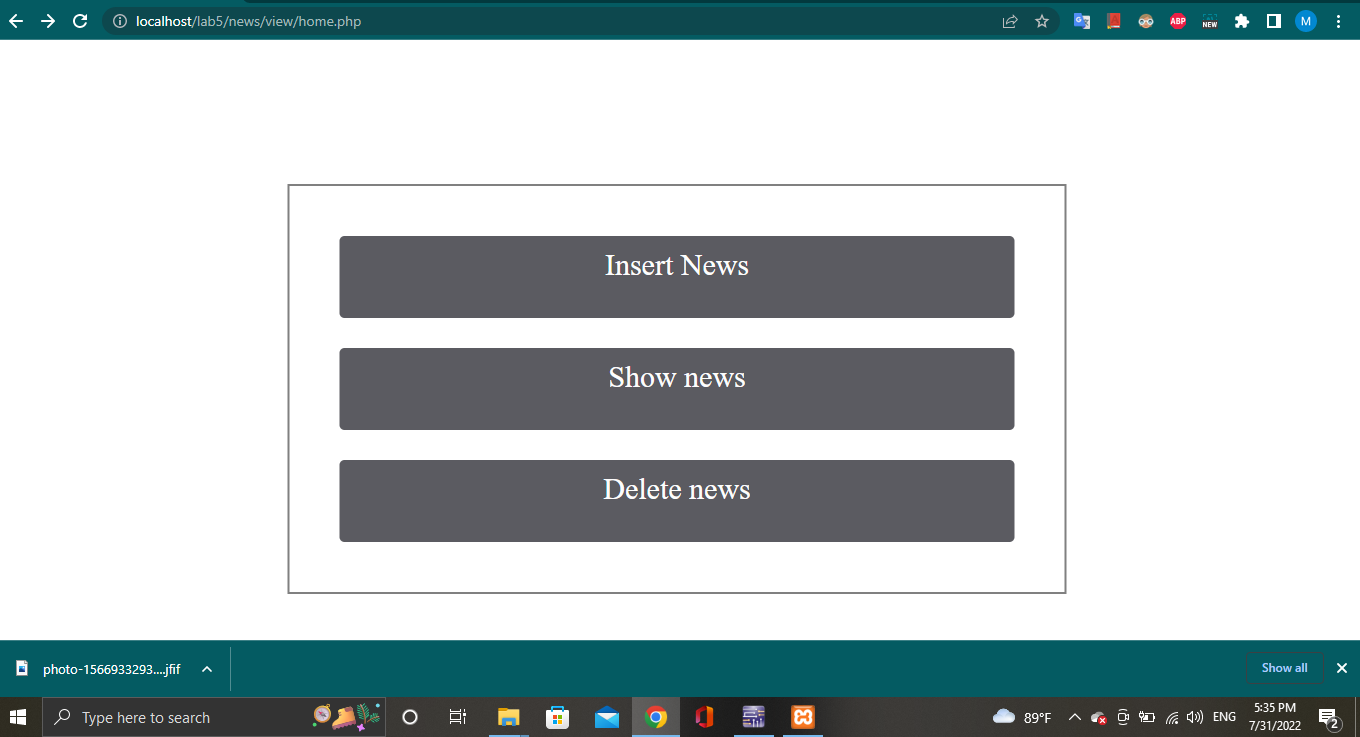 localhost/lab5/news/view/home.php
ABP
NEW
M
Insert News
Show news
Delete news
photo-1566933293....jfif
Show all
Type here to search
89°F
ENG
5:35 PM
7/31/2022
2